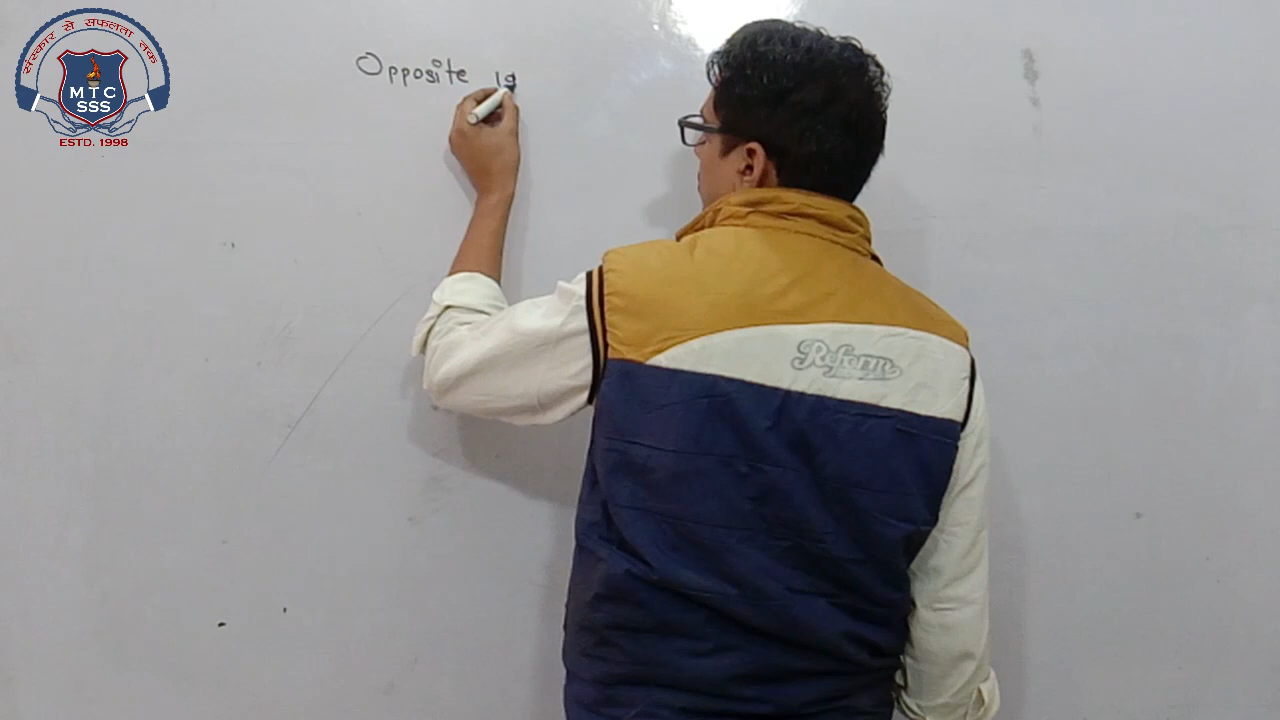 संस्कार से सफलता तक
MTC
SSS
ESTD. 1998
Opposite
Reform